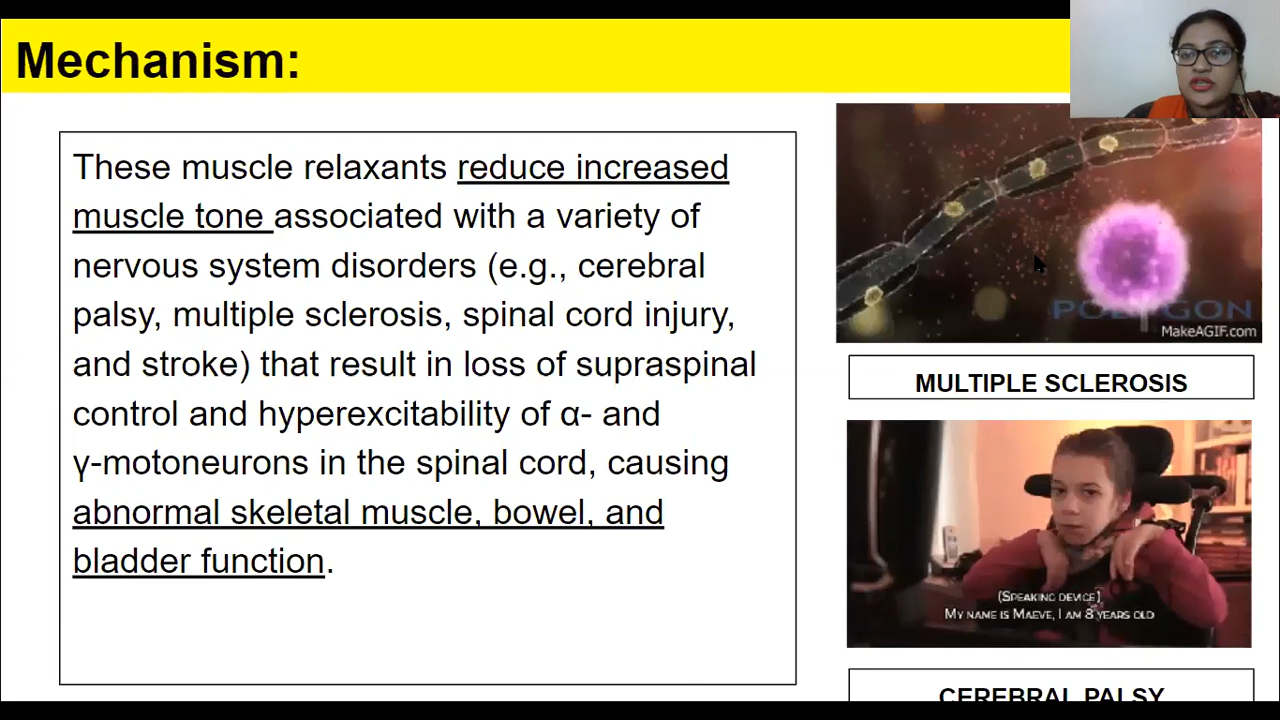 Mechanism:
These muscle relaxants reduce increased
muscle tone associated with a variety of
nervous system disorders (e.g., cerebral
palsy, multiple sclerosis, spinal cord injury,
and stroke) that result in loss of supraspinal
control and hyperexcitability of α- and
γ-motoneurons in the spinal cord, causing
abnormal skeletal muscle, bowel, and
bladder function.
POLYGON
MakeAGIF.com
MULTIPLE SCLEROSIS
(SPEAKING DEVICE)
MY NAME IS MAEVE, I AM 8 YEARS OLD
CEREBRAL PALSY